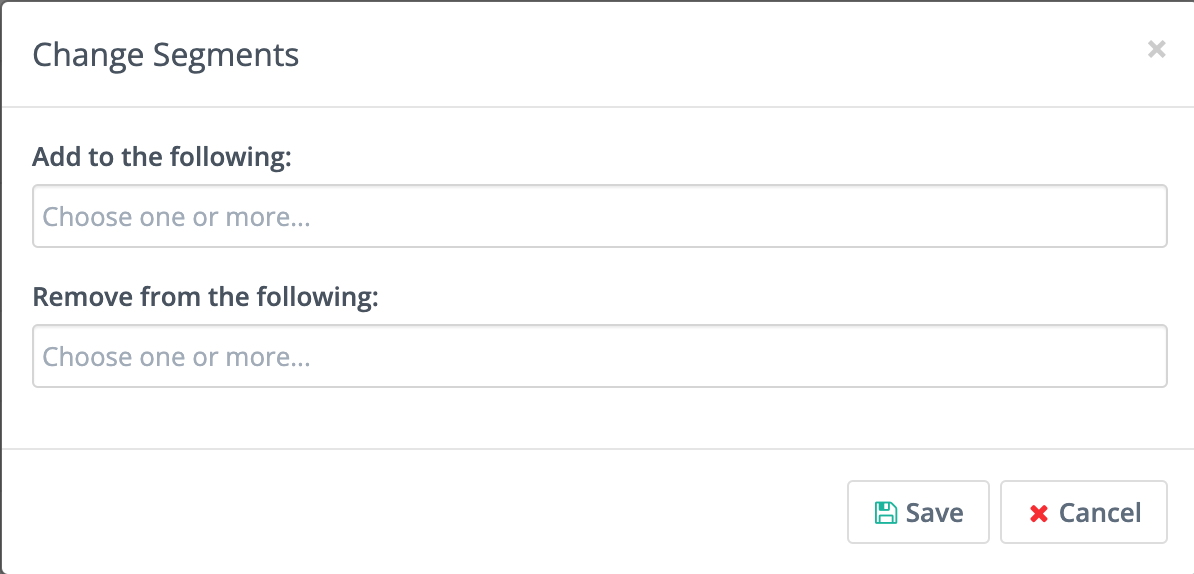 Change Segments
Add to the following:
Choose one or more...
Remove from the following:
Choose one or more...
Save
Cancel